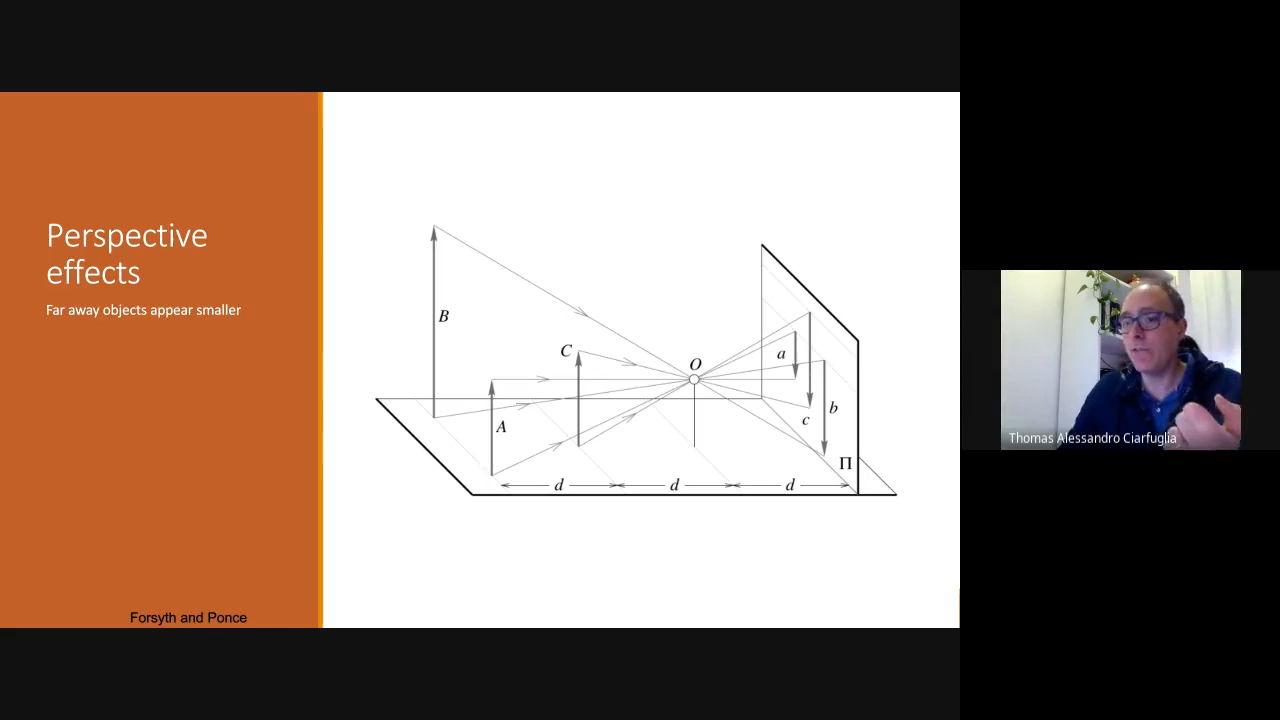 Perspective
effects
Far away objects appear smaller
Forsyth and Ponce
B
C
A
O
a
c
b
Π
d
d
d
Thomas Alessandro Ciarfuglia